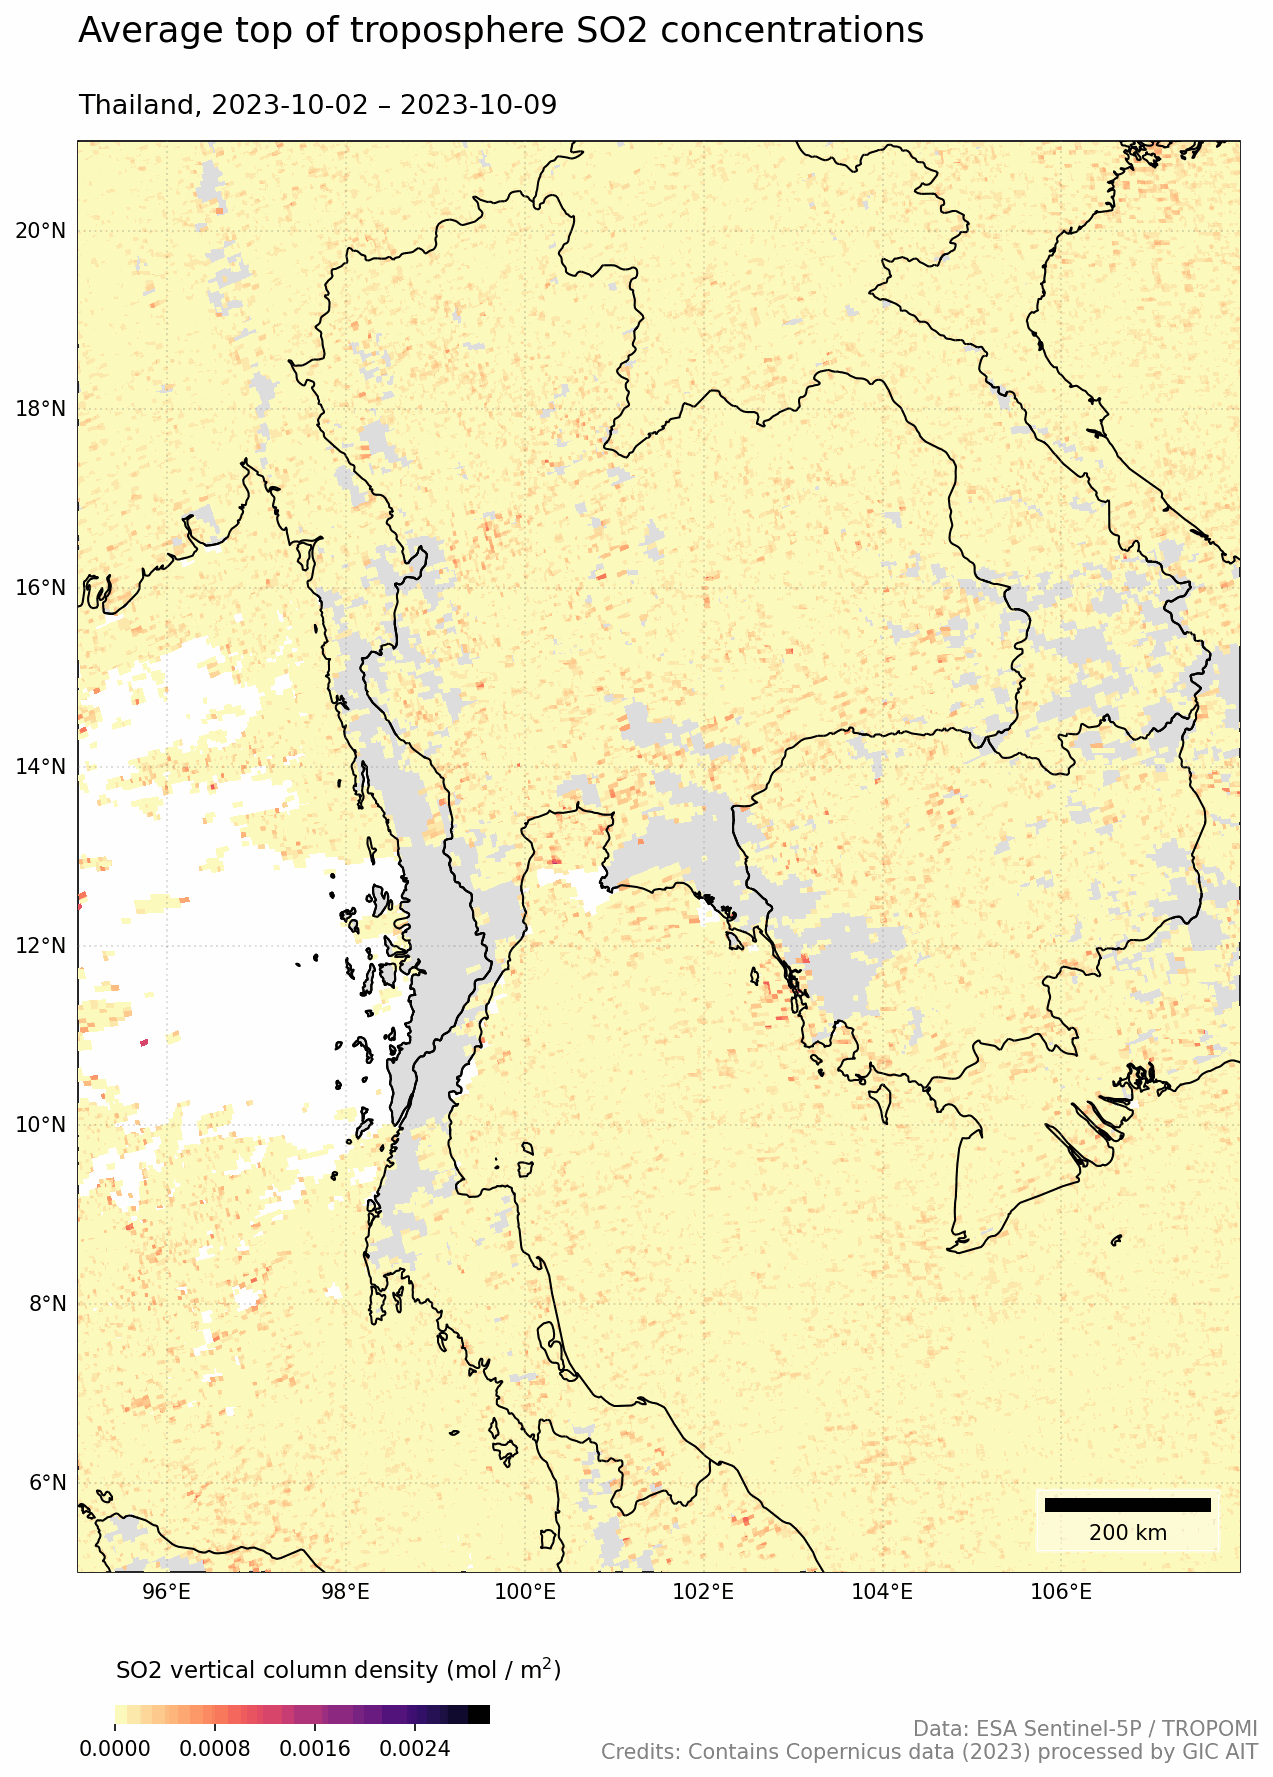 Average top of troposphere SO2 concentrations
Thailand, 2023-10-02 – 2023-10-09
20°N
18°N
16°N
14°N
12°N
10°N
8°N
6°N
200 km
96°E 98°E 100°E 102°E 104°E 106°E
SO2 vertical column density (mol / m²)
0.0000 0.0008 0.0016 0.0024
Data: ESA Sentinel-5P / TROPOMI
Credits: Contains Copernicus data (2023) processed by GIC AIT